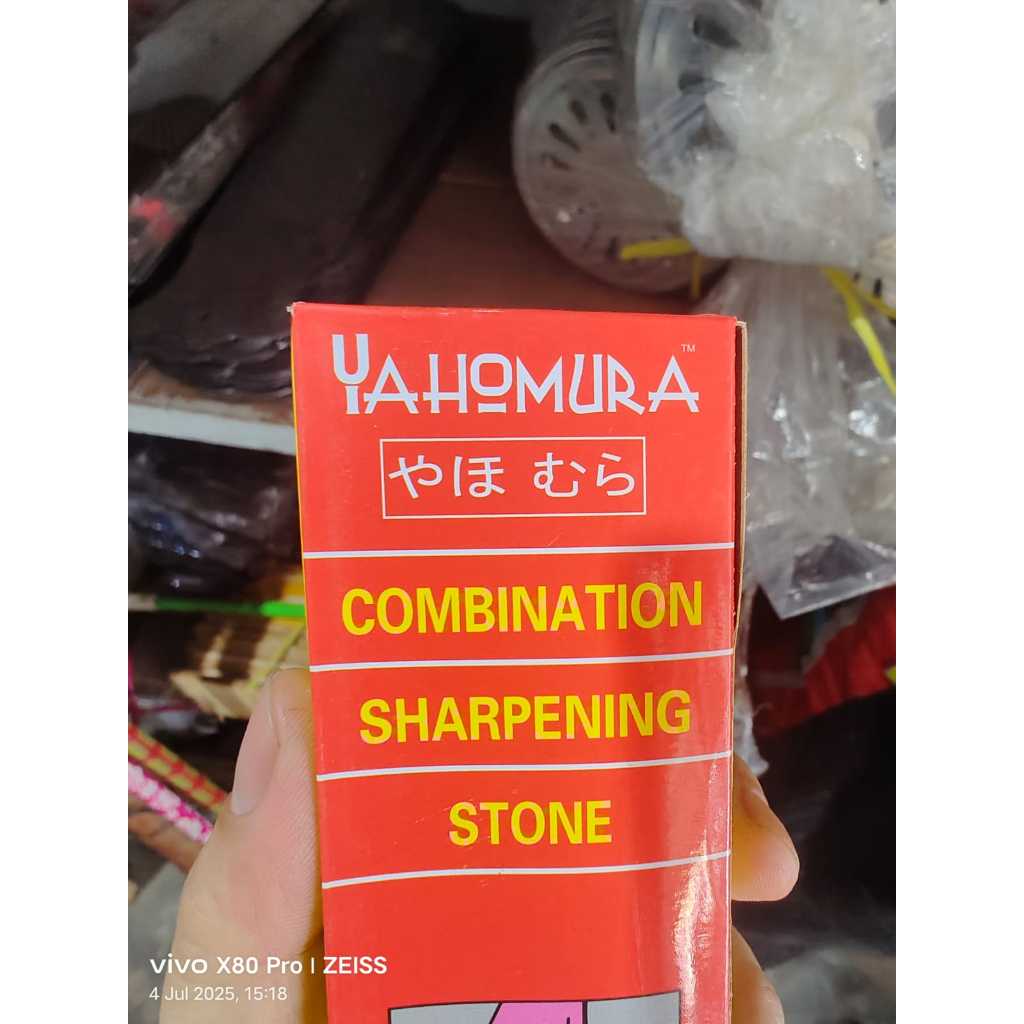 YAHOMURA™
やほ むら
COMBINATION
SHARPENING
STONE
vivo X80 Pro | ZEISS
4 Jul 2025, 15:18